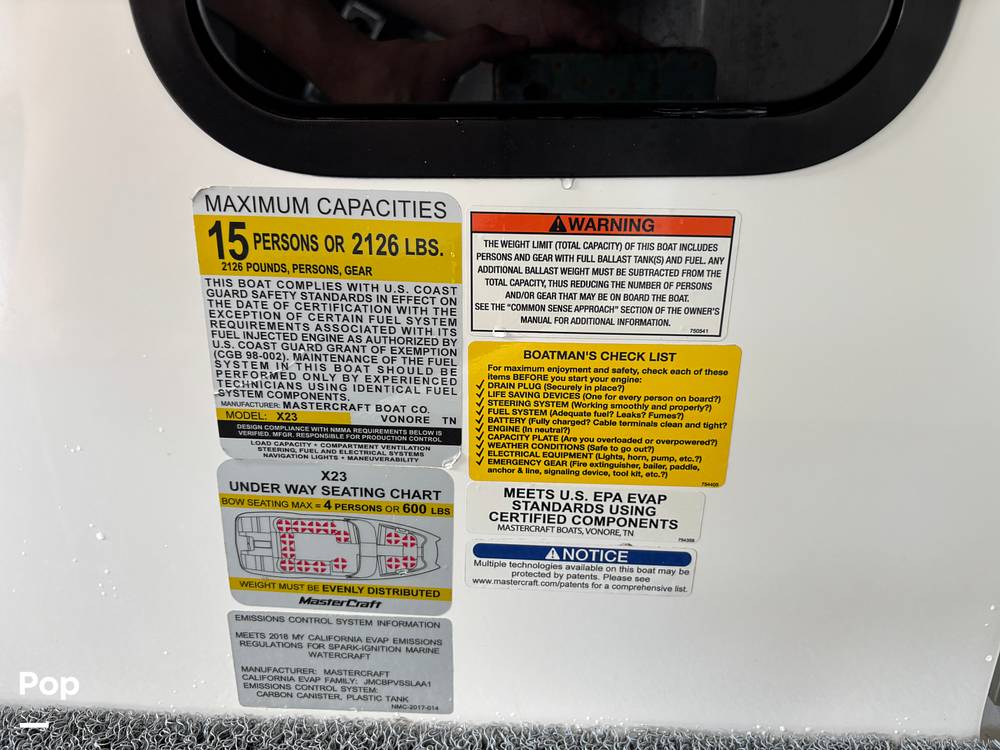 MAXIMUM CAPACITIES
15 PERSONS OR 2126 LBS.
2126 POUNDS, PERSONS, GEAR
THIS BOAT COMPLIES WITH U.S. COAST
GUARD SAFETY STANDARDS IN EFFECT ON
THE DATE OF CERTIFICATION WITH THE
EXCEPTION OF CERTAIN FUEL SYSTEM
REQUIREMENTS ASSOCIATED WITH ITS
FUEL INJECTED ENGINE AS AUTHORIZED BY
U.S. COAST GUARD GRANT OF EXEMPTION
(CGB 98-002). MAINTENANCE OF THE FUEL
SYSTEM IN THIS BOAT SHOULD BE
PERFORMED ONLY BY EXPERIENCED
TECHNICIANS USING IDENTICAL FUEL
SYSTEM COMPONENTS.
MANUFACTURER: MASTERCRAFT BOAT CO.
MODEL: X23 VONORE TN
DESIGN COMPLIANCE WITH NMMA REQUIREMENTS BELOW IS
VERIFIED. MFGR. RESPONSIBLE FOR PRODUCTION CONTROL
LOAD CAPACITY • COMPARTMENT VENTILATION
STEERING, FUEL AND ELECTRICAL SYSTEMS
NAVIGATION LIGHTS • MANEUVERABILITY
X23
UNDER WAY SEATING CHART
BOW SEATING MAX = 4 PERSONS OR 600 LBS
WEIGHT MUST BE EVENLY DISTRIBUTED
MasterCraft
EMISSIONS CONTROL SYSTEM INFORMATION
MEETS 2018 MY CALIFORNIA EVAP EMISSIONS
REGULATIONS FOR SPARK-IGNITION MARINE
WATERCRAFT
MANUFACTURER: MASTERCRAFT
CALIFORNIA EVAP FAMILY: JMCBPVSSLAA1
EMISSIONS CONTROL SYSTEM:
CARBON CANISTER, PLASTIC TANK
NMC-2017-014
WARNING
THE WEIGHT LIMIT (TOTAL CAPACITY) OF THIS BOAT INCLUDES
PERSONS AND GEAR WITH FULL BALLAST TANK(S) AND FUEL. ANY
ADDITIONAL BALLAST WEIGHT MUST BE SUBTRACTED FROM THE
TOTAL CAPACITY, THUS REDUCING THE NUMBER OF PERSONS
AND/OR GEAR THAT MAY BE ON BOARD THE BOAT.
SEE THE "COMMON SENSE APPROACH" SECTION OF THE OWNER'S
MANUAL FOR ADDITIONAL INFORMATION.
750541
BOATMAN'S CHECK LIST
For maximum enjoyment and safety, check each of these
items BEFORE you start your engine:
✓ DRAIN PLUG (Securely in place?)
✓ LIFE SAVING DEVICES (One for every person on board?)
✓ STEERING SYSTEM (Working smoothly and properly?)
✓ FUEL SYSTEM (Adequate fuel? Leaks? Fumes?)
✓ BATTERY (Fully charged? Cable terminals clean and tight?
✓ ENGINE (In neutral?)
✓ CAPACITY PLATE (Are you overloaded or overpowered?)
✓ WEATHER CONDITIONS (Safe to go out?)
✓ ELECTRICAL EQUIPMENT (Lights, horn, pump, etc.?)
✓ EMERGENCY GEAR (Fire extinguisher, bailer, paddle,
anchor & line, signaling device, tool kit, etc.?)
MEETS U.S. EPA EVAP
STANDARDS USING
CERTIFIED COMPONENTS
MASTERCRAFT BOATS, VONORE, TN
NOTICE
Multiple technologies available on this boat may be
protected by patents. Please see
www.mastercraft.com/patents for a comprehensive list.
Pop